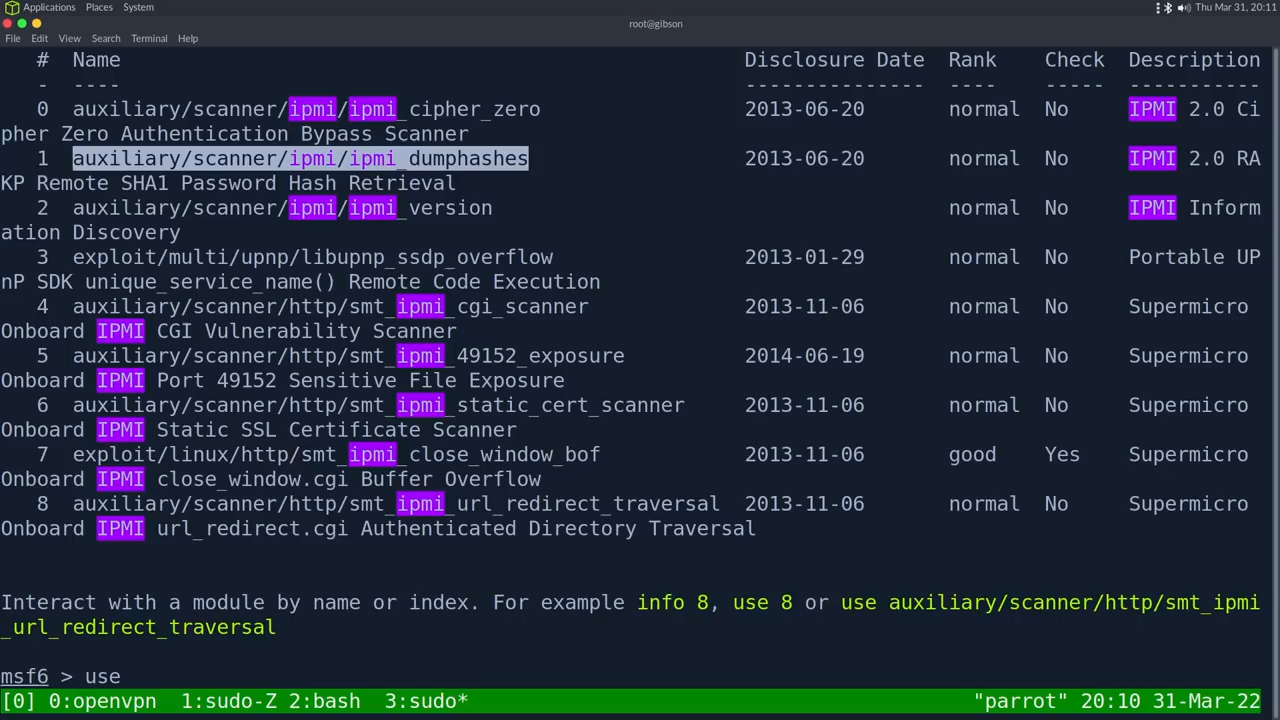 Applications Places System Thu Mar 31, 20:11
root@gibson
File Edit View Search Terminal Help
# Name Disclosure Date Rank Check Description
- ---- --------------- ---- ----- -----------
0 auxiliary/scanner/ipmi/ipmi_cipher_zero 2013-06-20 normal No IPMI 2.0 Ci
pher Zero Authentication Bypass Scanner
1 auxiliary/scanner/ipmi/ipmi_dumphashes 2013-06-20 normal No IPMI 2.0 RA
KP Remote SHA1 Password Hash Retrieval
2 auxiliary/scanner/ipmi/ipmi_version normal No IPMI Inform
ation Discovery
3 exploit/multi/upnp/libupnp_ssdp_overflow 2013-01-29 normal No Portable UP
nP SDK unique_service_name() Remote Code Execution
4 auxiliary/scanner/http/smt_ipmi_cgi_scanner 2013-11-06 normal No Supermicro
Onboard IPMI CGI Vulnerability Scanner
5 auxiliary/scanner/http/smt_ipmi_49152_exposure 2014-06-19 normal No Supermicro
Onboard IPMI Port 49152 Sensitive File Exposure
6 auxiliary/scanner/http/smt_ipmi_static_cert_scanner 2013-11-06 normal No Supermicro
Onboard IPMI Static SSL Certificate Scanner
7 exploit/linux/http/smt_ipmi_close_window_bof 2013-11-06 good Yes Supermicro
Onboard IPMI close_window.cgi Buffer Overflow
8 auxiliary/scanner/http/smt_ipmi_url_redirect_traversal 2013-11-06 normal No Supermicro
Onboard IPMI url_redirect.cgi Authenticated Directory Traversal
Interact with a module by name or index. For example info 8, use 8 or use auxiliary/scanner/http/smt_ipmi
_url_redirect_traversal
msf6 > use
[0] 0:openvpn 1:sudo-Z 2:bash 3:sudo* "parrot" 20:10 31-Mar-22